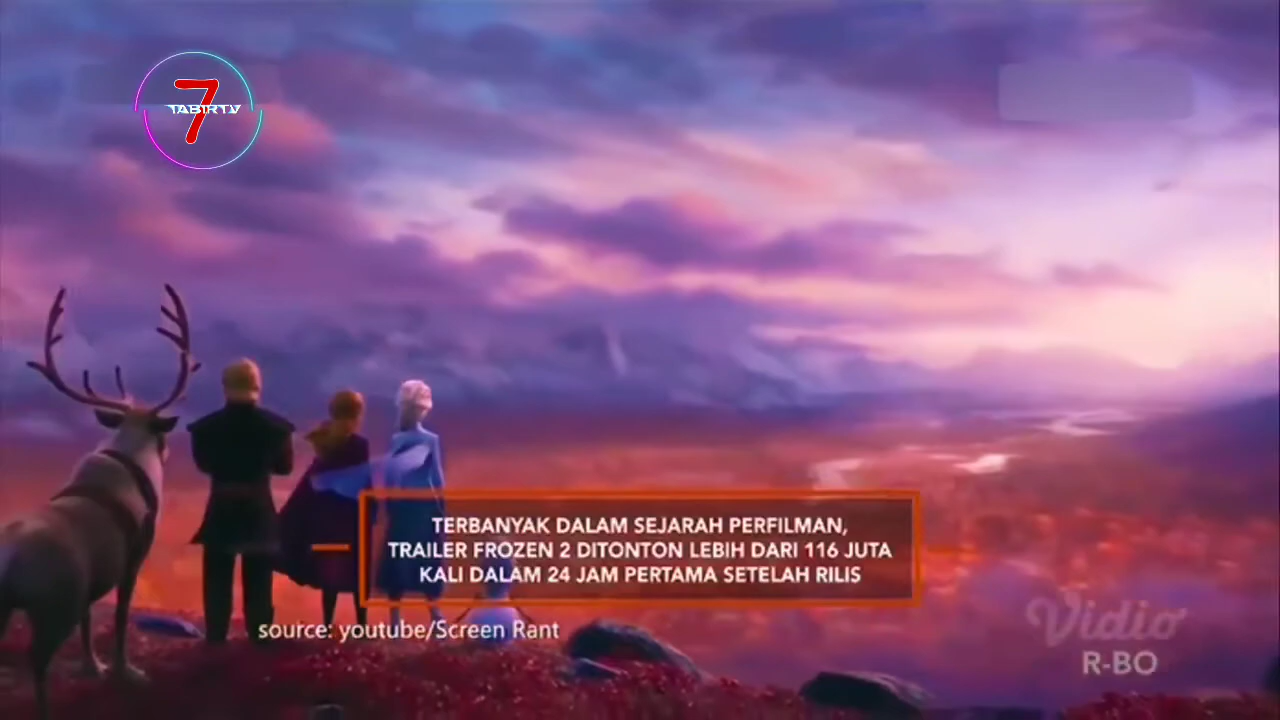 7
TABIRTV
TERBANYAK DALAM SEJARAH PERFILMAN,
TRAILER FROZEN 2 DITONTON LEBIH DARI 116 JUTA
KALI DALAM 24 JAM PERTAMA SETELAH RILIS
source: youtube/Screen Rant
Vidio
R-BO